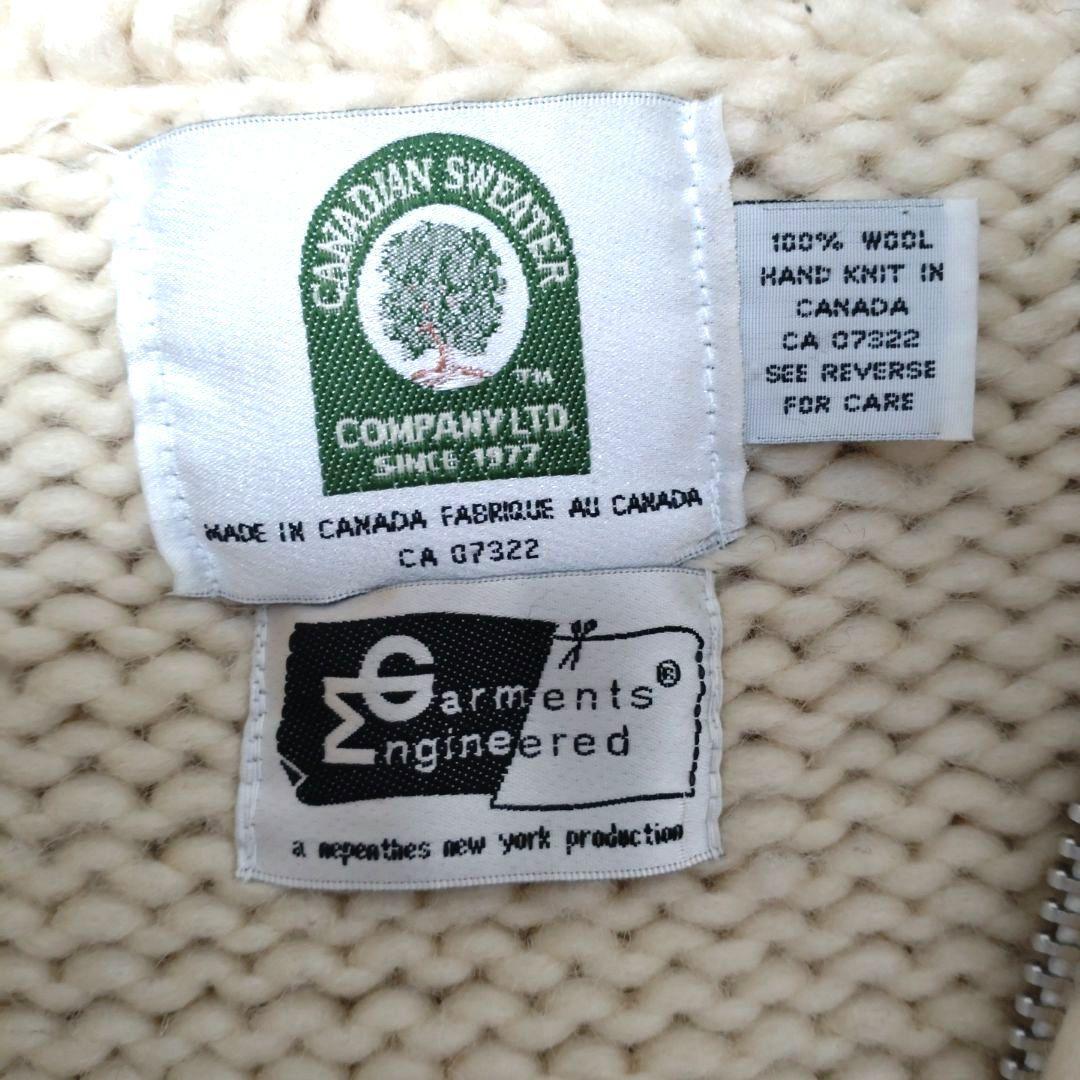 CANADIAN SWEATER
TM
COMPANY LTD.
SINCE 1977
MADE IN CANADA FABRIQUE AU CANADA
CA 07322
100% WOOL
HAND KNIT IN
CANADA
CA 07322
SEE REVERSE
FOR CARE
Garments®
Engineered
a nepenthes new york production